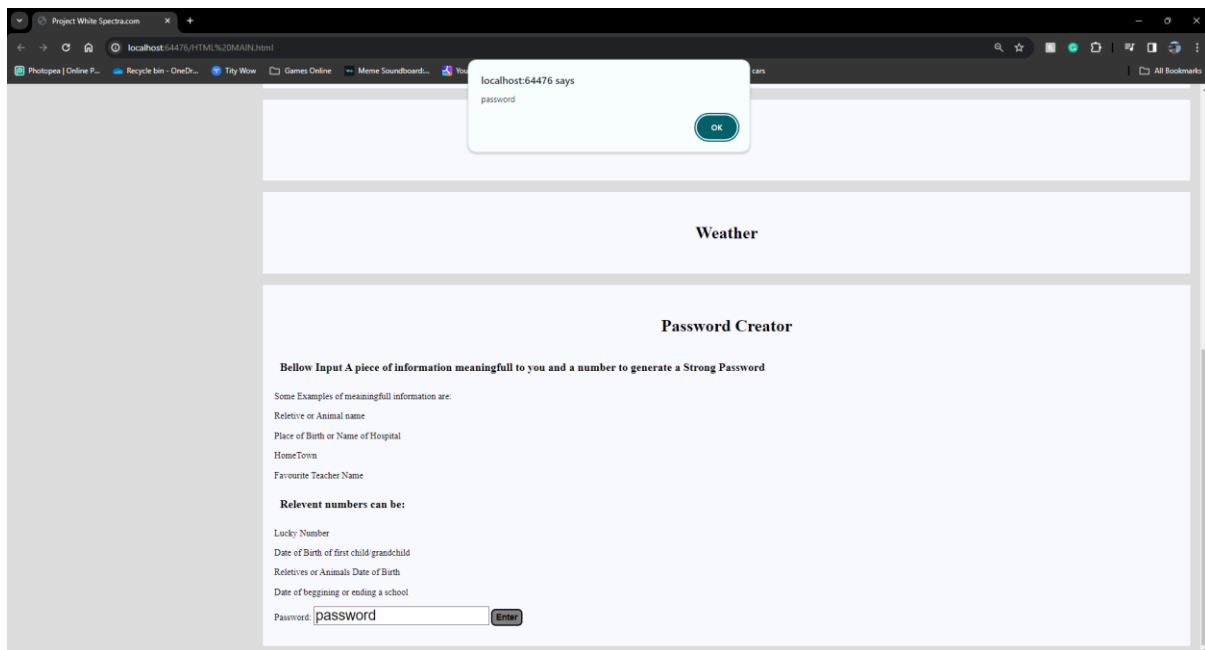 Project White Spectra.com
localhost:64476/HTML%20MAIN.html
Photopea | Online P...
Recycle bin - OneDr...
Tity Wow
Games Online
Meme Soundboard:...
You
cars
All Bookmarks
localhost:64476 says
password
OK
Weather
Password Creator
Bellow Input A piece of information meaningfull to you and a number to generate a Strong Password
Some Examples of meainingfull information are:
Reletive or Animal name
Place of Birth or Name of Hospital
HomeTown
Favourite Teacher Name
Relevent numbers can be:
Lucky Number
Date of Birth of first child/grandchild
Reletives or Animals Date of Birth
Date of beggining or ending a school
Password: password Enter